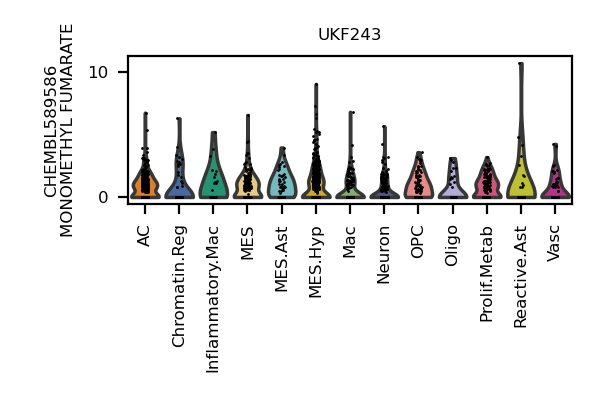 UKF243
CHEMBL589586
MONOMETHYL FUMARATE
10
0
AC
Chromatin.Reg
Inflammatory.Mac
MES
MES.Ast
MES.Hyp
Mac
Neuron
OPC
Oligo
Prolif.Metab
Reactive.Ast
Vasc